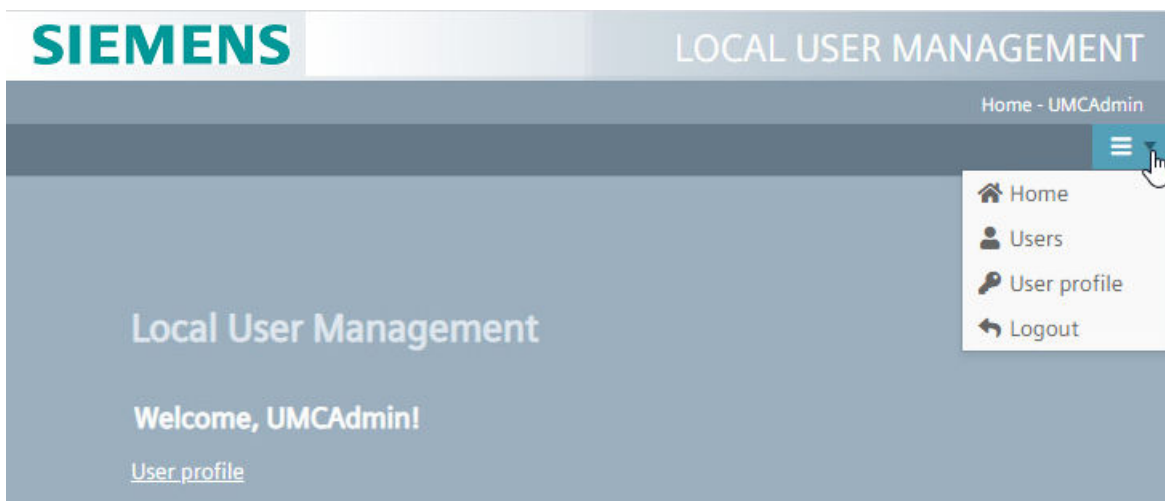 SIEMENS
LOCAL USER MANAGEMENT
Home - UMCAdmin
Home
Users
User profile
Logout
Local User Management
Welcome, UMCAdmin!
User profile